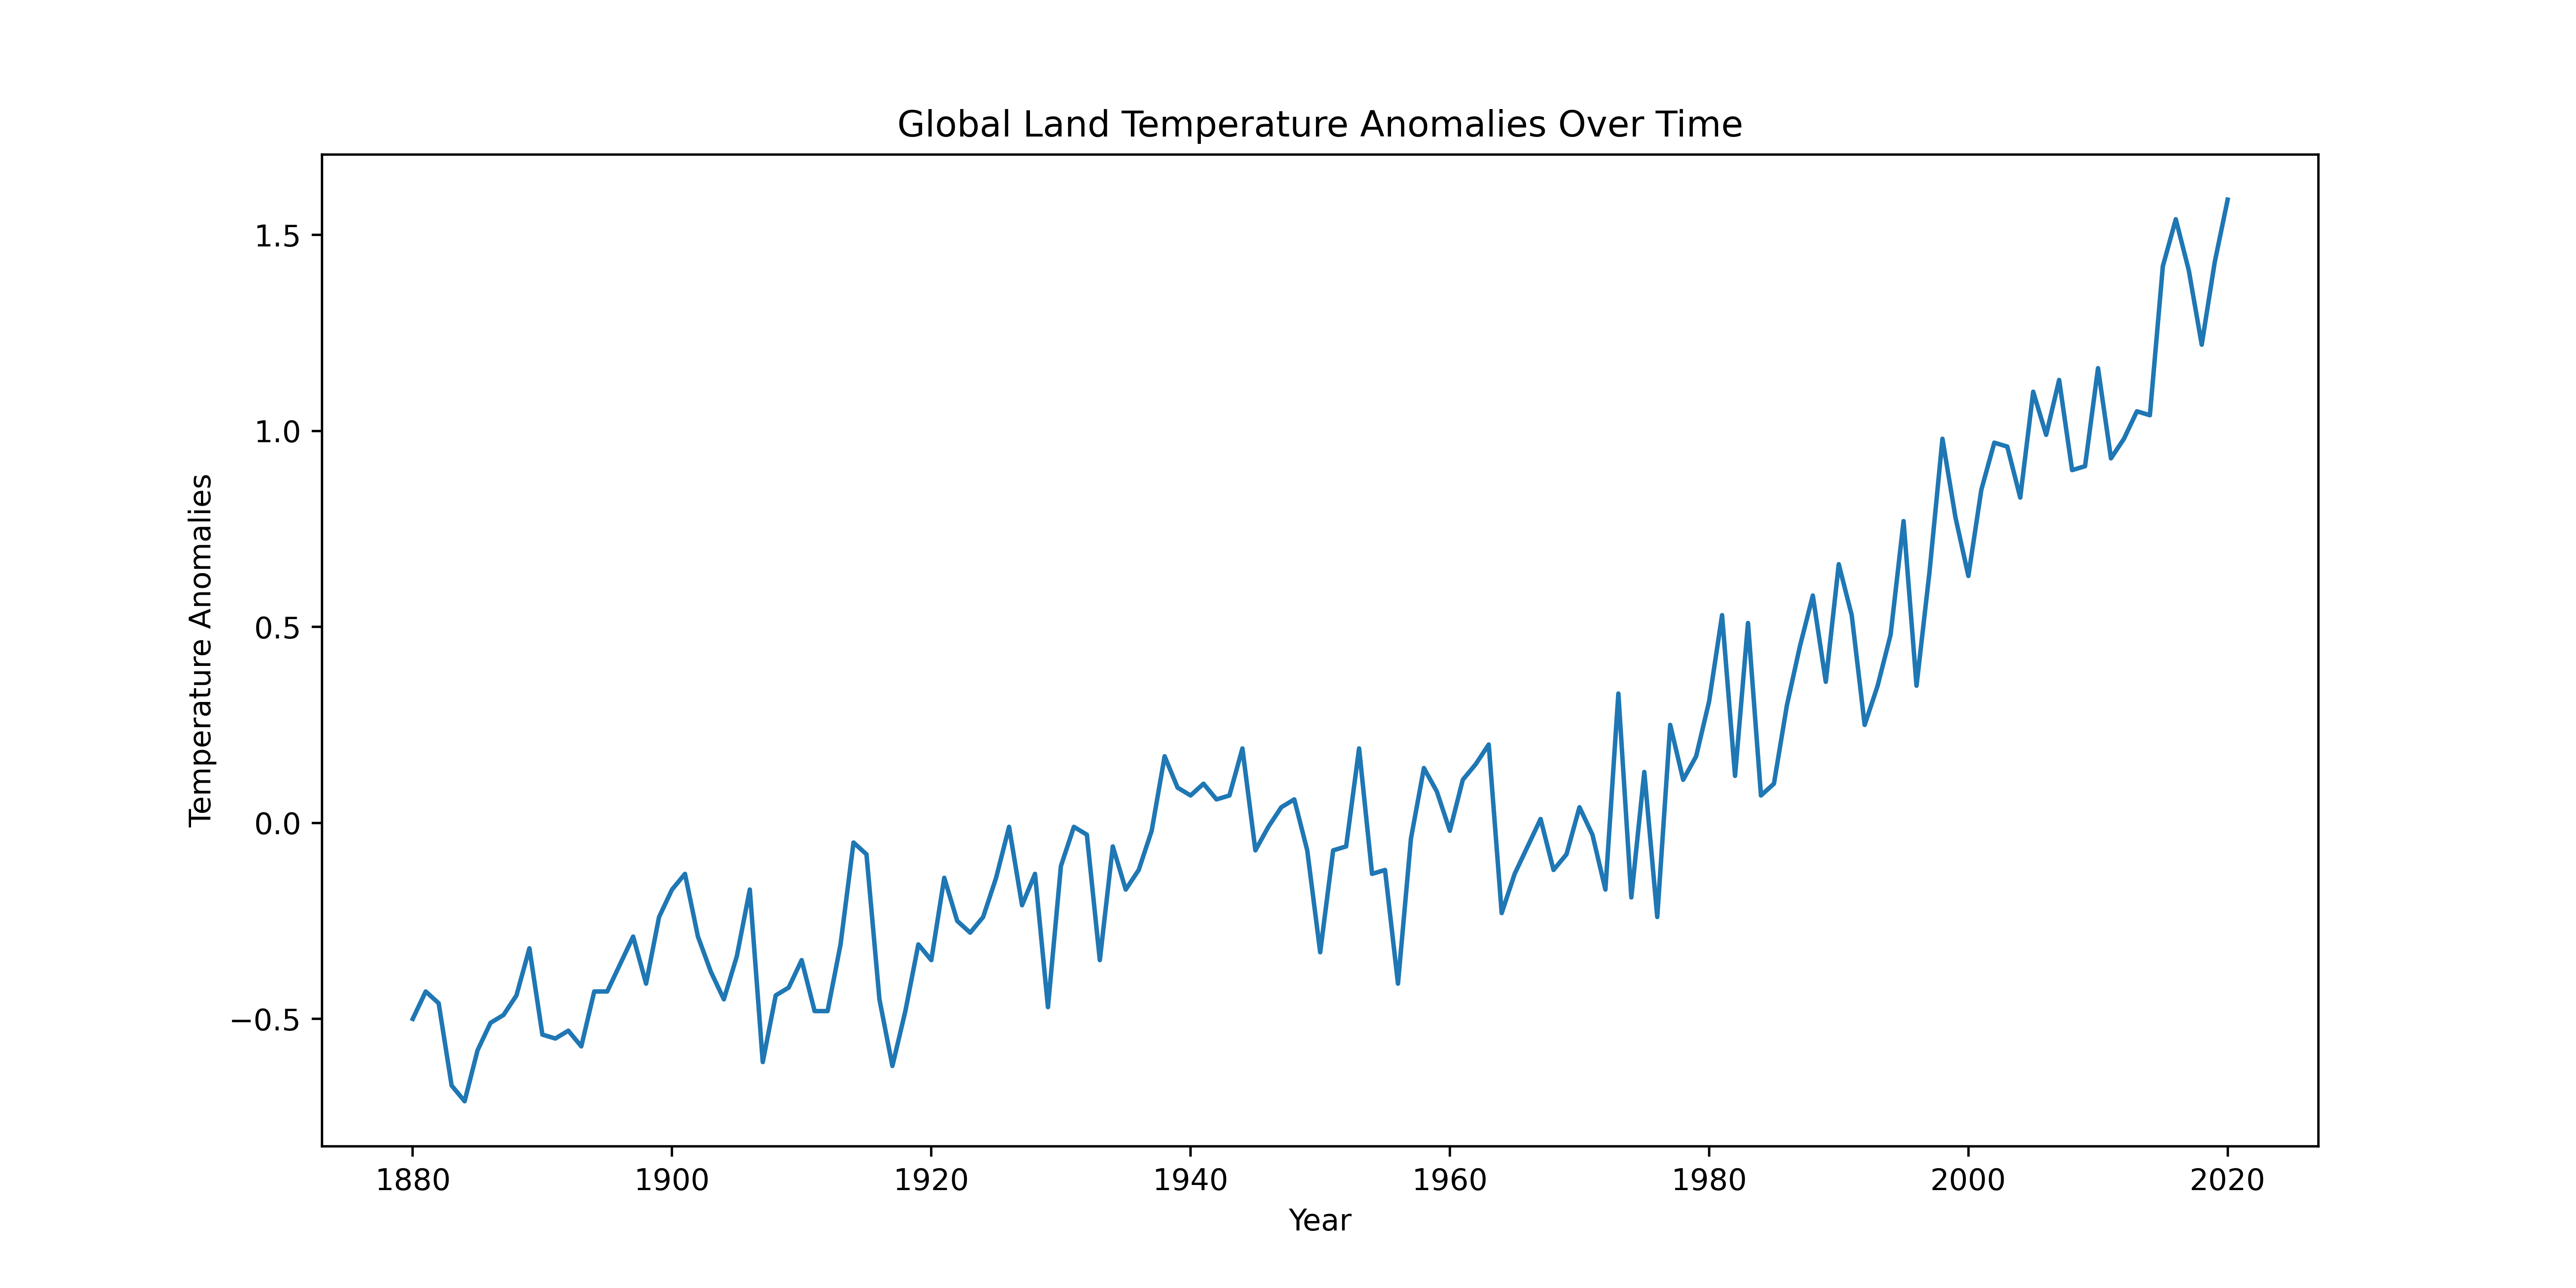 Global Land Temperature Anomalies Over Time
Temperature Anomalies
1.5
1.0
0.5
0.0
−0.5
1880 1900 1920 1940 1960 1980 2000 2020
Year